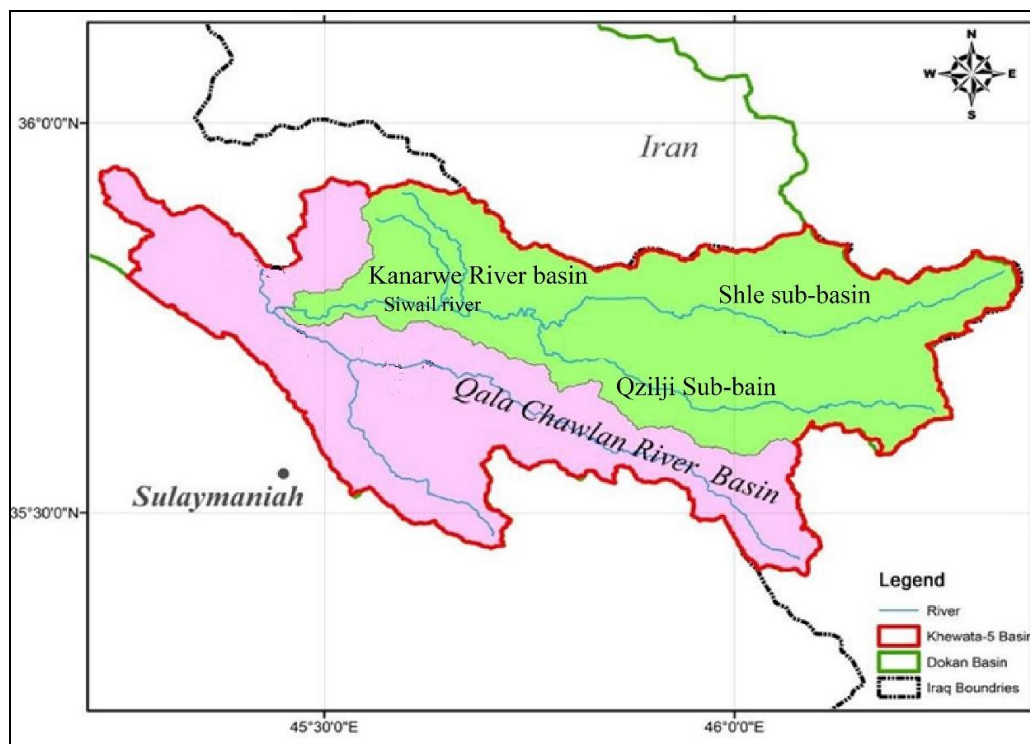 N
W E
S
36°0'0"N
Iran
Kanarwe River basin
Siwail river
Shle sub-basin
Qzilji Sub-bain
Qala Chawlan River Basin
Sulaymaniah
35°30'0"N
Legend
River
Khewata-5 Basin
Dokan Basin
Iraq Boundries
45°30'0"E
46°0'0"E